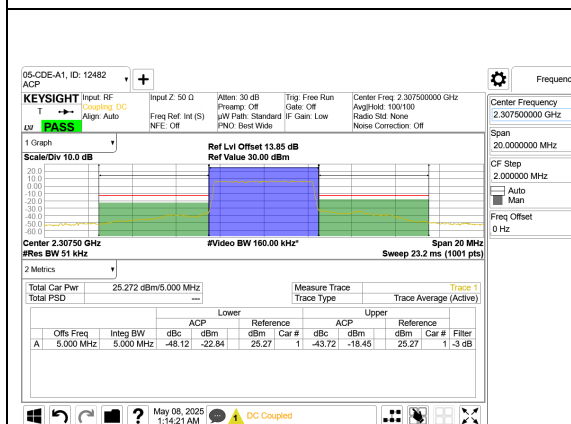 05-CDE-A1, ID: 12482
ACP
Frequenc
KEYSIGHT
Input: RF
Coupling: DC
Align: Auto
Input Z: 50 Ω
Freq Ref: Int (S)
NFE: Off
Atten: 30 dB
Preamp: Off
µW Path: Standard
PNO: Best Wide
Trig: Free Run
Gate: Off
IF Gain: Low
Center Freq: 2.307500000 GHz
Avg|Hold: 100/100
Radio Std: None
Noise Correction: Off
T
LXI
PASS
Center Frequency
2.307500000 GHz
Span
20.0000000 MHz
CF Step
2.000000 MHz
Auto
Man
Freq Offset
0 Hz
1 Graph
Scale/Div 10.0 dB
Ref Lvl Offset 13.85 dB
Ref Value 30.00 dBm
20.0
10.0
0.00
-10.0
-20.0
-30.0
-40.0
-50.0
-60.0
Center 2.30750 GHz
#Video BW 160.00 kHz*
Span 20 MHz
#Res BW 51 kHz
Sweep 23.2 ms (1001 pts)
2 Metrics
Total Car Pwr 25.272 dBm/5.000 MHz
Total PSD ---
Measure Trace Trace 1
Trace Type Trace Average (Active)
Lower Upper
ACP Reference ACP Reference
Offs Freq Integ BW dBc dBm dBm Car # dBc dBm dBm Car # Filter
A 5.000 MHz 5.000 MHz -48.12 -22.84 25.27 1 -43.72 -18.45 25.27 1 -3 dB
?
May 08, 2025
1:14:21 AM
1
DC Coupled